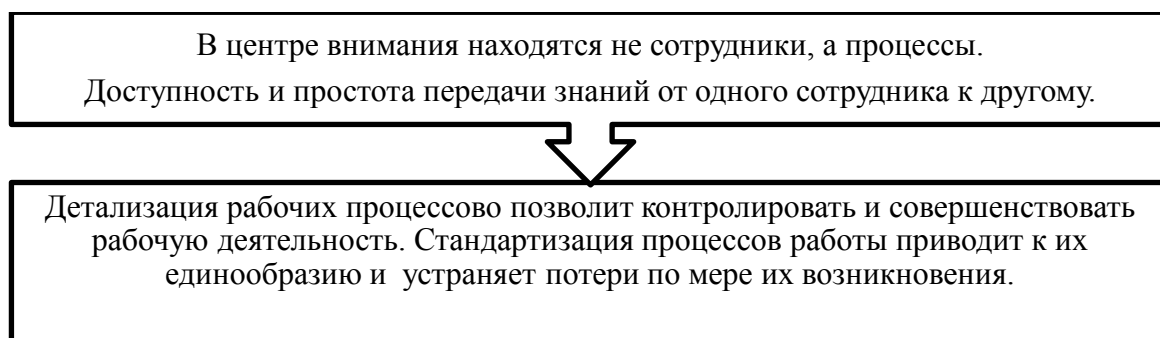 В центре внимания находятся не сотрудники, а процессы.
Доступность и простота передачи знаний от одного сотрудника к другому.
Детализация рабочих процессово позволит контролировать и совершенствовать
рабочую деятельность. Стандартизация процессов работы приводит к их
единообразию и устраняет потери по мере их возникновения.